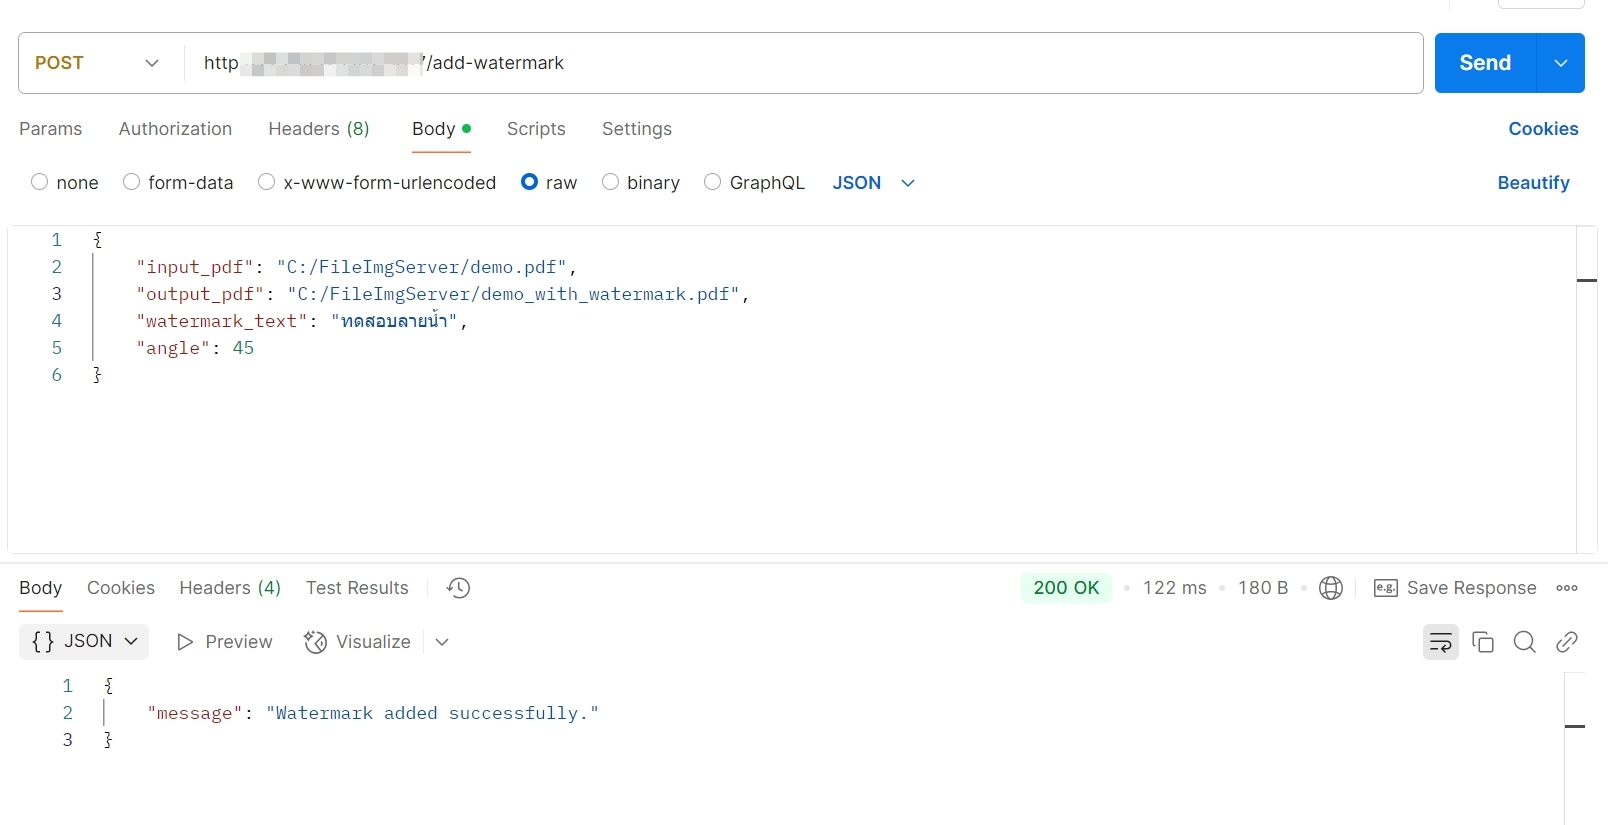 POST http /add-watermark Send
Params Authorization Headers (8) Body Scripts Settings Cookies
none form-data x-www-form-urlencoded raw binary GraphQL JSON Beautify
1 {
2 "input_pdf": "C:/FileImgServer/demo.pdf",
3 "output_pdf": "C:/FileImgServer/demo_with_watermark.pdf",
4 "watermark_text": "ทดสอบลายน้ำ",
5 "angle": 45
6 }
Body Cookies Headers (4) Test Results 200 OK • 122 ms • 180 B • e.g. Save Response
{} JSON Preview Visualize
1 {
2 "message": "Watermark added successfully."
3 }